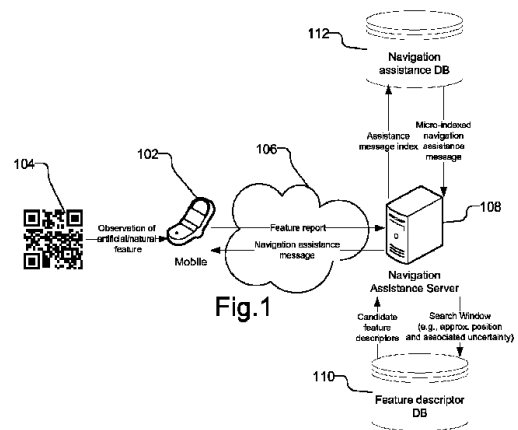 112
Navigation
assistance DB
Assistance
message index
Micro-indexed
navigation
assistance
message
104
102
106
108
Observation of
artificial/natural
feature
Mobile
Feature report
Navigation assistance
message
Navigation
Assistance Server
Fig.1
Candidate
feature
descriptors
Search Window
(e.g., approx. position
and associated uncertainty)
110
Feature descriptor
DB